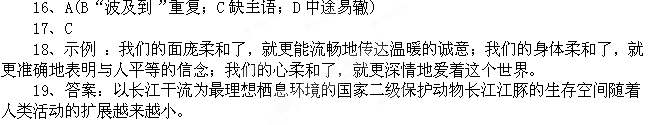 16、A(B“波及到”重复；C缺主语；D中途易辙)
17、C
18、示例 ：我们的面庞柔和了，就更能流畅地传达温暖的诚意；我们的身体柔和了，就
更准确地表明与人平等的信念；我们的心柔和了，就更深情地爱着这个世界。
19、答案：以长江干流为最理想栖息环境的国家二级保护动物长江江豚的生存空间随着
人类活动的扩展越来越小。